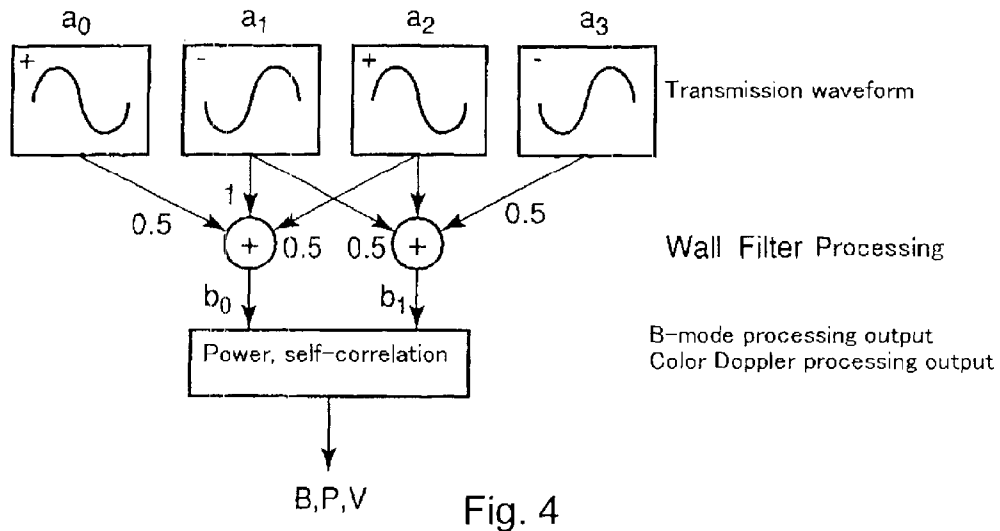 a0 a1 a2 a3
+ - + -
Transmission waveform
0.5 1 0.5 0.5 0.5
+ +
Wall Filter Processing
b0 b1
Power, self-correlation
B-mode processing output
Color Doppler processing output
B,P,V
Fig. 4